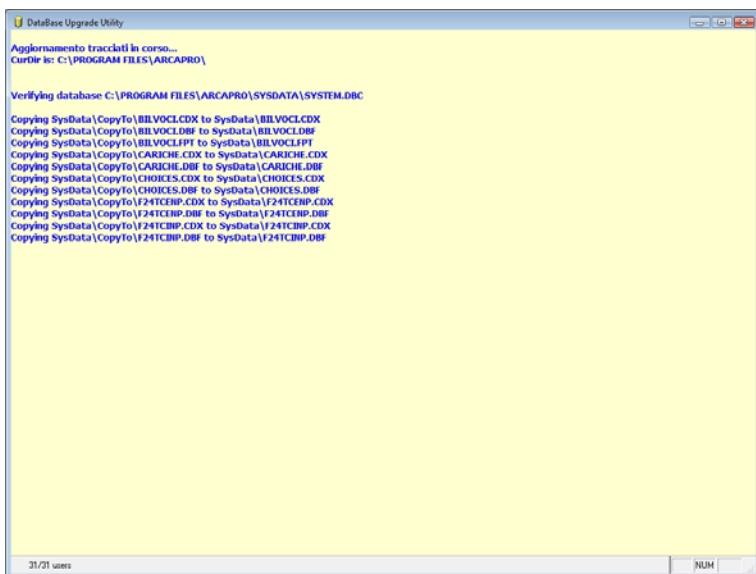 DataBase Upgrade Utility
Aggiornamento tracciati in corso...
CurDir is: C:\PROGRAM FILES\ARCAPRO\
Verifying database C:\PROGRAM FILES\ARCAPRO\SYSDATA\SYSTEM.DBC
Copying SysData\CopyTo\BILVOCI.CDX to SysData\BILVOCI.CDX
Copying SysData\CopyTo\BILVOCI.DBF to SysData\BILVOCI.DBF
Copying SysData\CopyTo\BILVOCI.FPT to SysData\BILVOCI.FPT
Copying SysData\CopyTo\CARICHE.CDX to SysData\CARICHE.CDX
Copying SysData\CopyTo\CARICHE.DBF to SysData\CARICHE.DBF
Copying SysData\CopyTo\CHOICES.CDX to SysData\CHOICES.CDX
Copying SysData\CopyTo\CHOICES.DBF to SysData\CHOICES.DBF
Copying SysData\CopyTo\F24TCENP.CDX to SysData\F24TCENP.CDX
Copying SysData\CopyTo\F24TCENP.DBF to SysData\F24TCENP.DBF
Copying SysData\CopyTo\F24TCINP.CDX to SysData\F24TCINP.CDX
Copying SysData\CopyTo\F24TCINP.DBF to SysData\F24TCINP.DBF
31/31 users
NUM